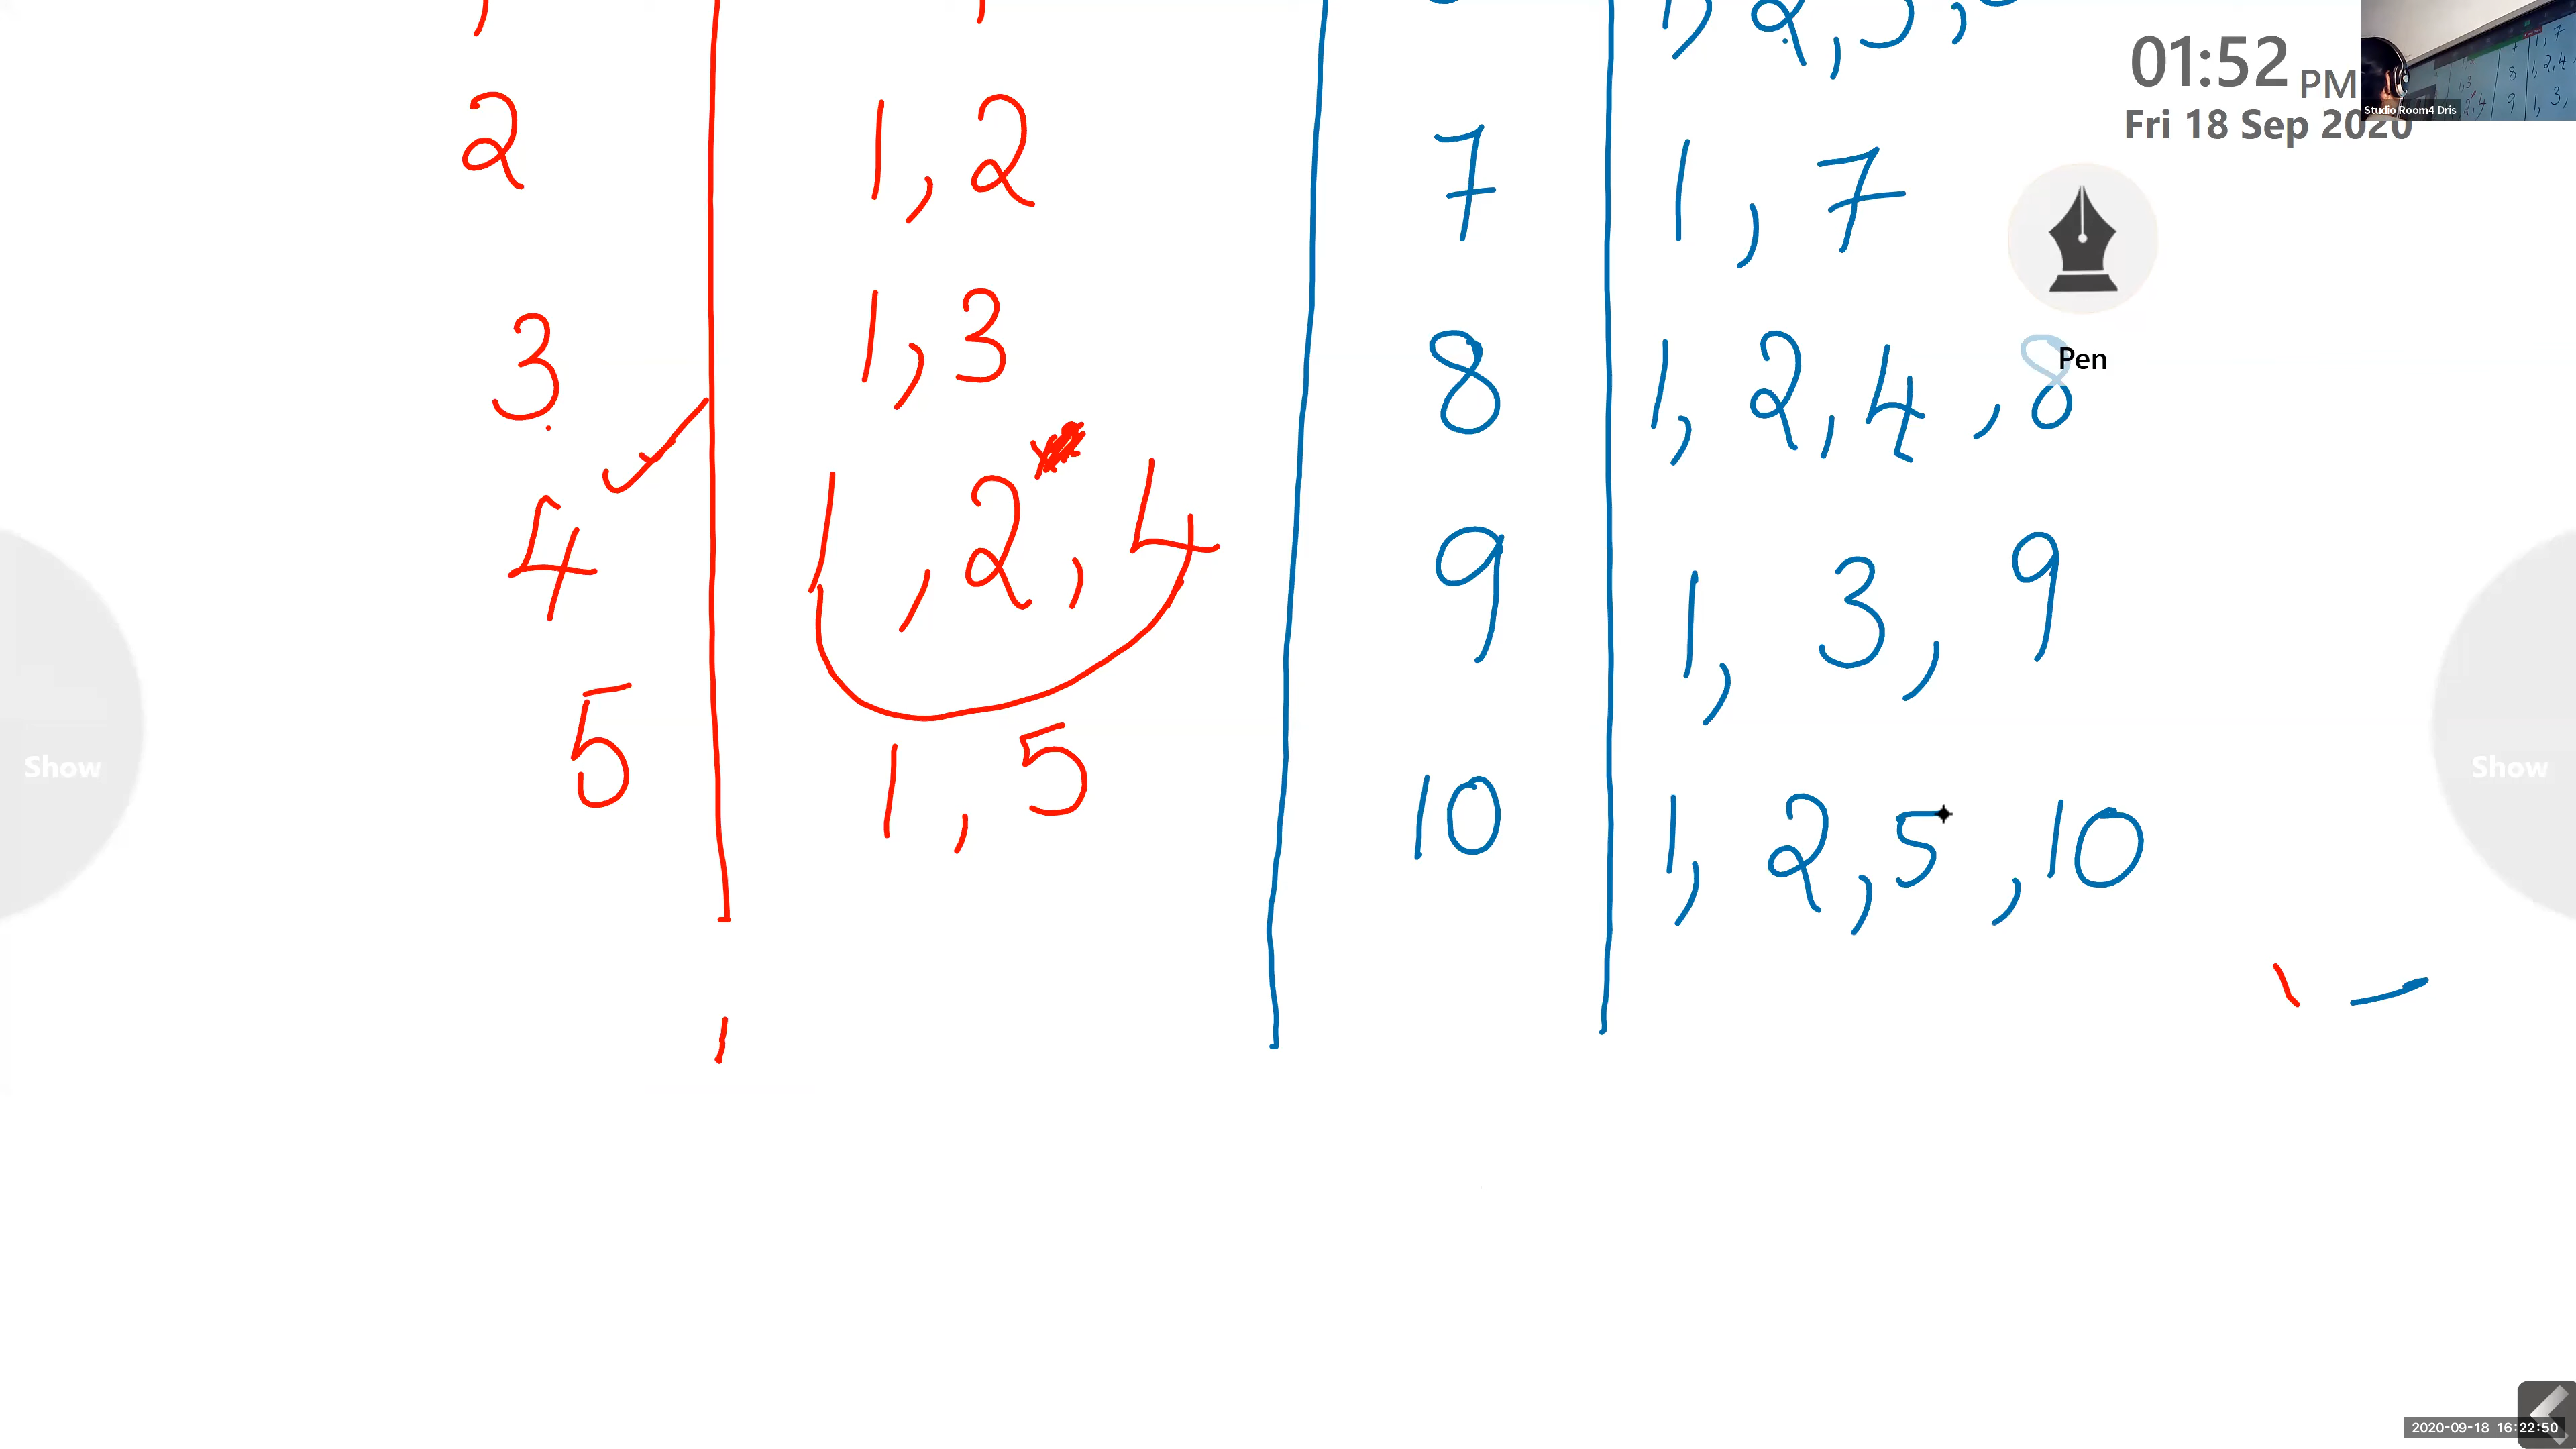 01:52 PM
Fri 18 Sep 2020
Studio Room4 Dris
2 1, 2
3 1, 3
4 1, 2, 4
5 1, 5
7 1, 7
8 1, 2, 4, 8
9 1, 3, 9
10 1, 2, 5, 10
Pen
Show
Show
2020-09-18 16:22:50